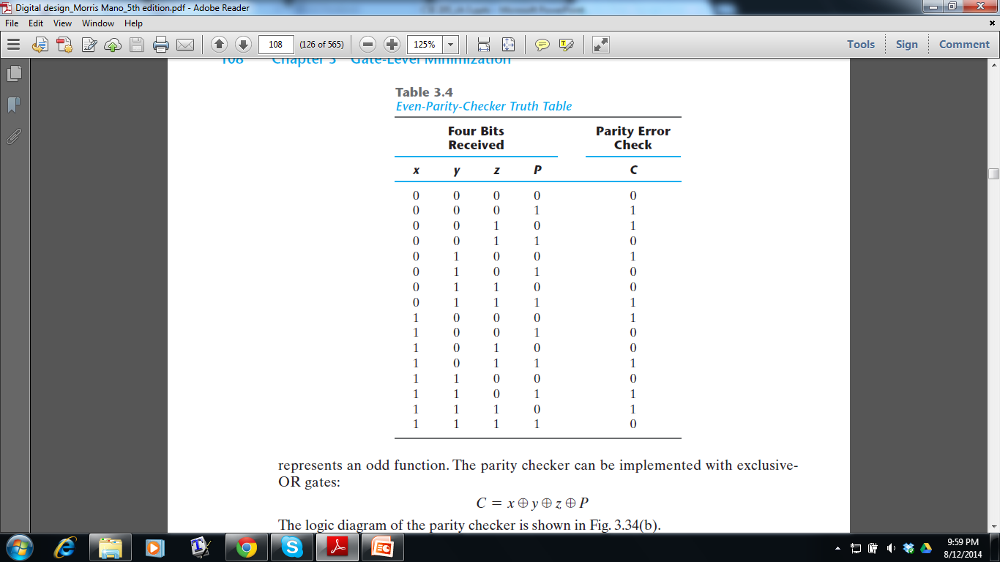 Digital design_Morris Mano_5th edition.pdf - Adobe Reader
File Edit View Window Help
108 (126 of 565) 125% Tools Sign Comment
108 Chapter 3 Gate-Level Minimization
Table 3.4
Even-Parity-Checker Truth Table
Four Bits Parity Error
Received Check
x y z P C
0 0 0 0 0
0 0 0 1 1
0 0 1 0 1
0 0 1 1 0
0 1 0 0 1
0 1 0 1 0
0 1 1 0 0
0 1 1 1 1
1 0 0 0 1
1 0 0 1 0
1 0 1 0 0
1 0 1 1 1
1 1 0 0 0
1 1 0 1 1
1 1 1 0 1
1 1 1 1 0
represents an odd function. The parity checker can be implemented with exclusive-
OR gates:
C = x ⊕ y ⊕ z ⊕ P
The logic diagram of the parity checker is shown in Fig. 3.34(b).
9:59 PM
8/12/2014